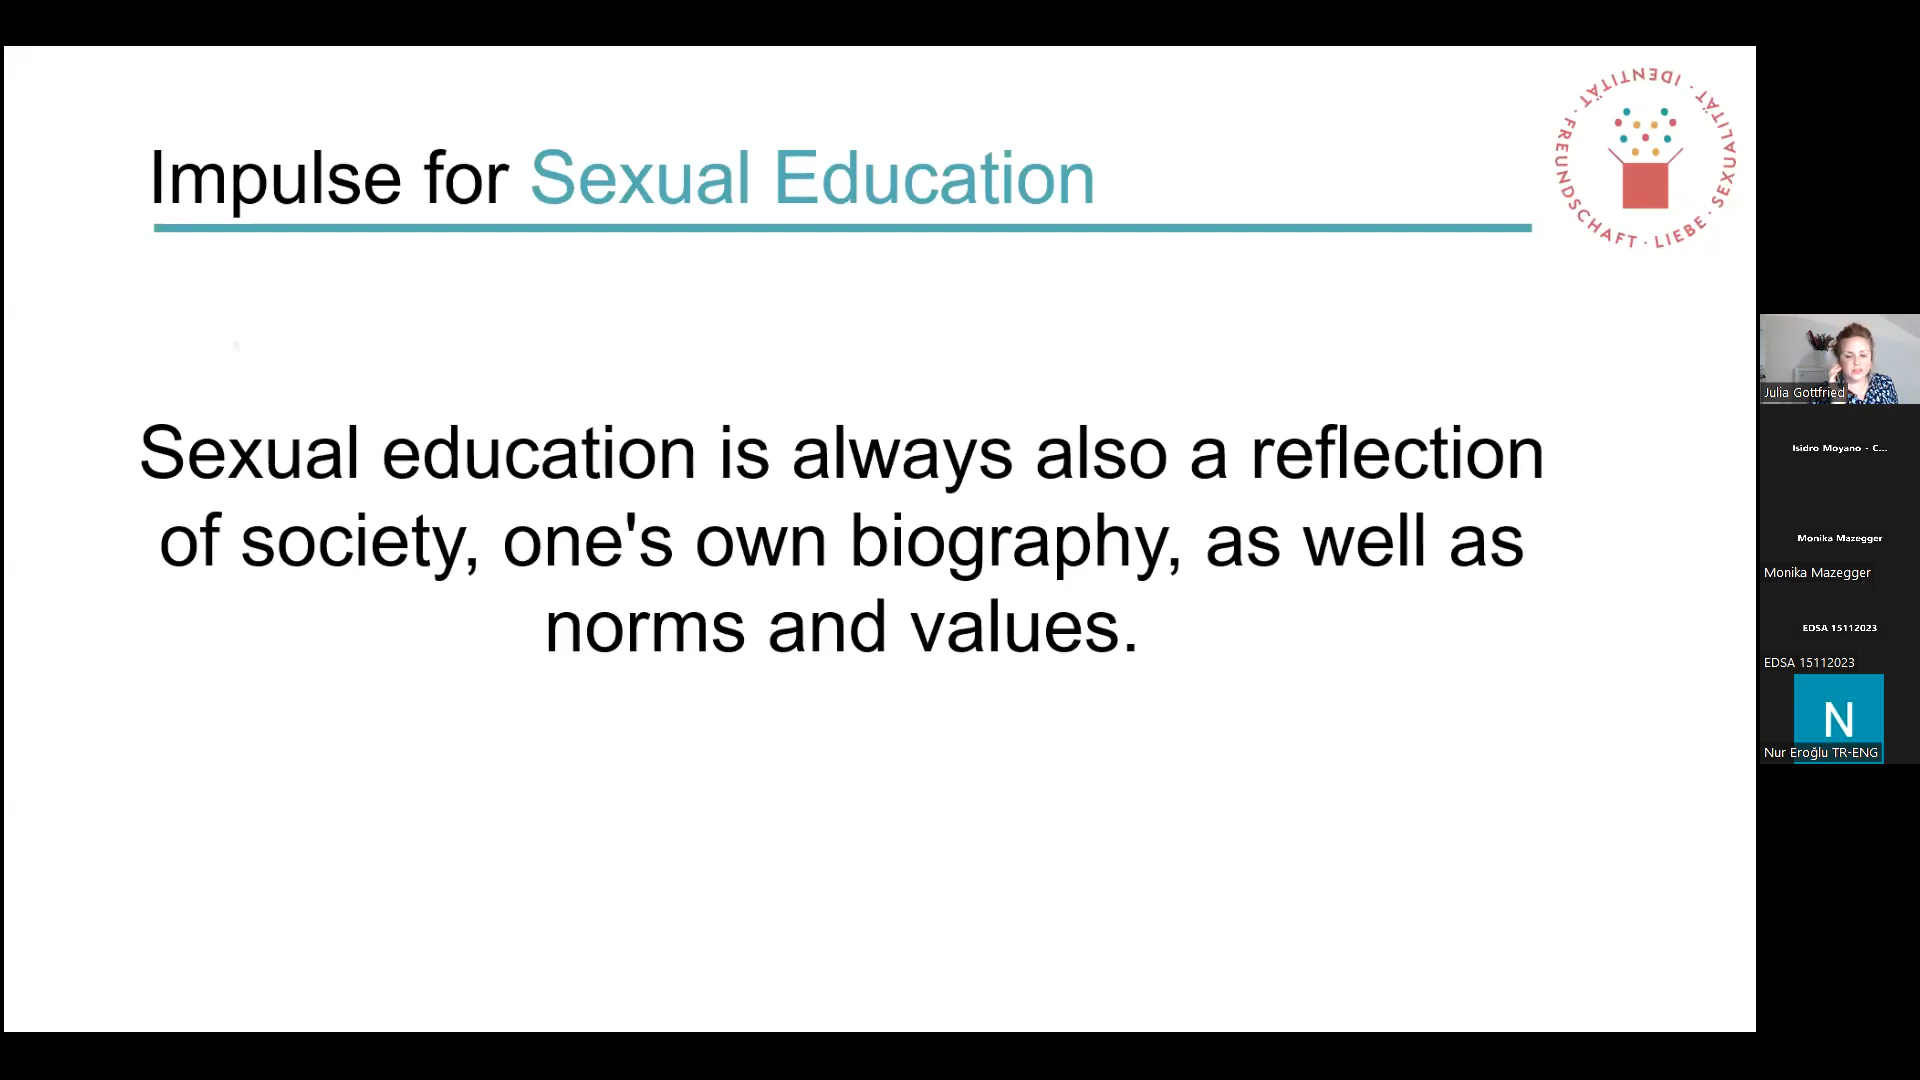 Impulse for Sexual Education
IDENTITÄT · SEXUALITÄT · LIEBE · FREUNDSCHAFT ·
Sexual education is always also a reflection
of society, one's own biography, as well as
norms and values.
Julia Gottfried
Isidro Moyano - C...
Monika Mazegger
Monika Mazegger
EDSA 15112023
EDSA 15112023
N
Nur Eroğlu TR-ENG